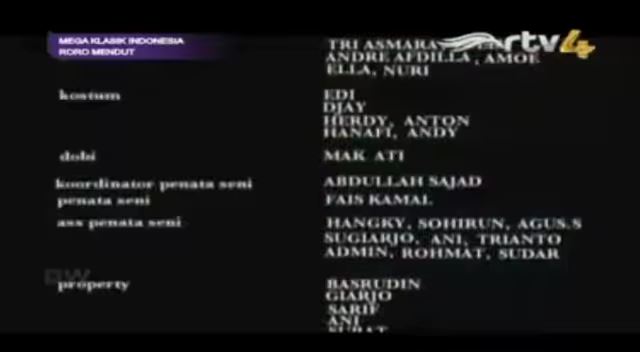 MEGA KLASIK INDONESIA
RORO MENDUT
rtv
TRI ASMARA
ANDRE AFDILLA, AMOE
ELLA, NURI
kostum EDI
DJAY
HERDY, ANTON
HANAFI, ANDY
dobi MAK ATI
koordinator penata seni ABDULLAH SAJAD
penata seni FAIS KAMAL
ass penata seni HANGKY, SOHIRUN, AGUS.S
SUGIARJO, ANI, TRIANTO
ADMIN, ROHMAT, SUDAR
property BASRUDIN
GIARJO
SARIF
ANI